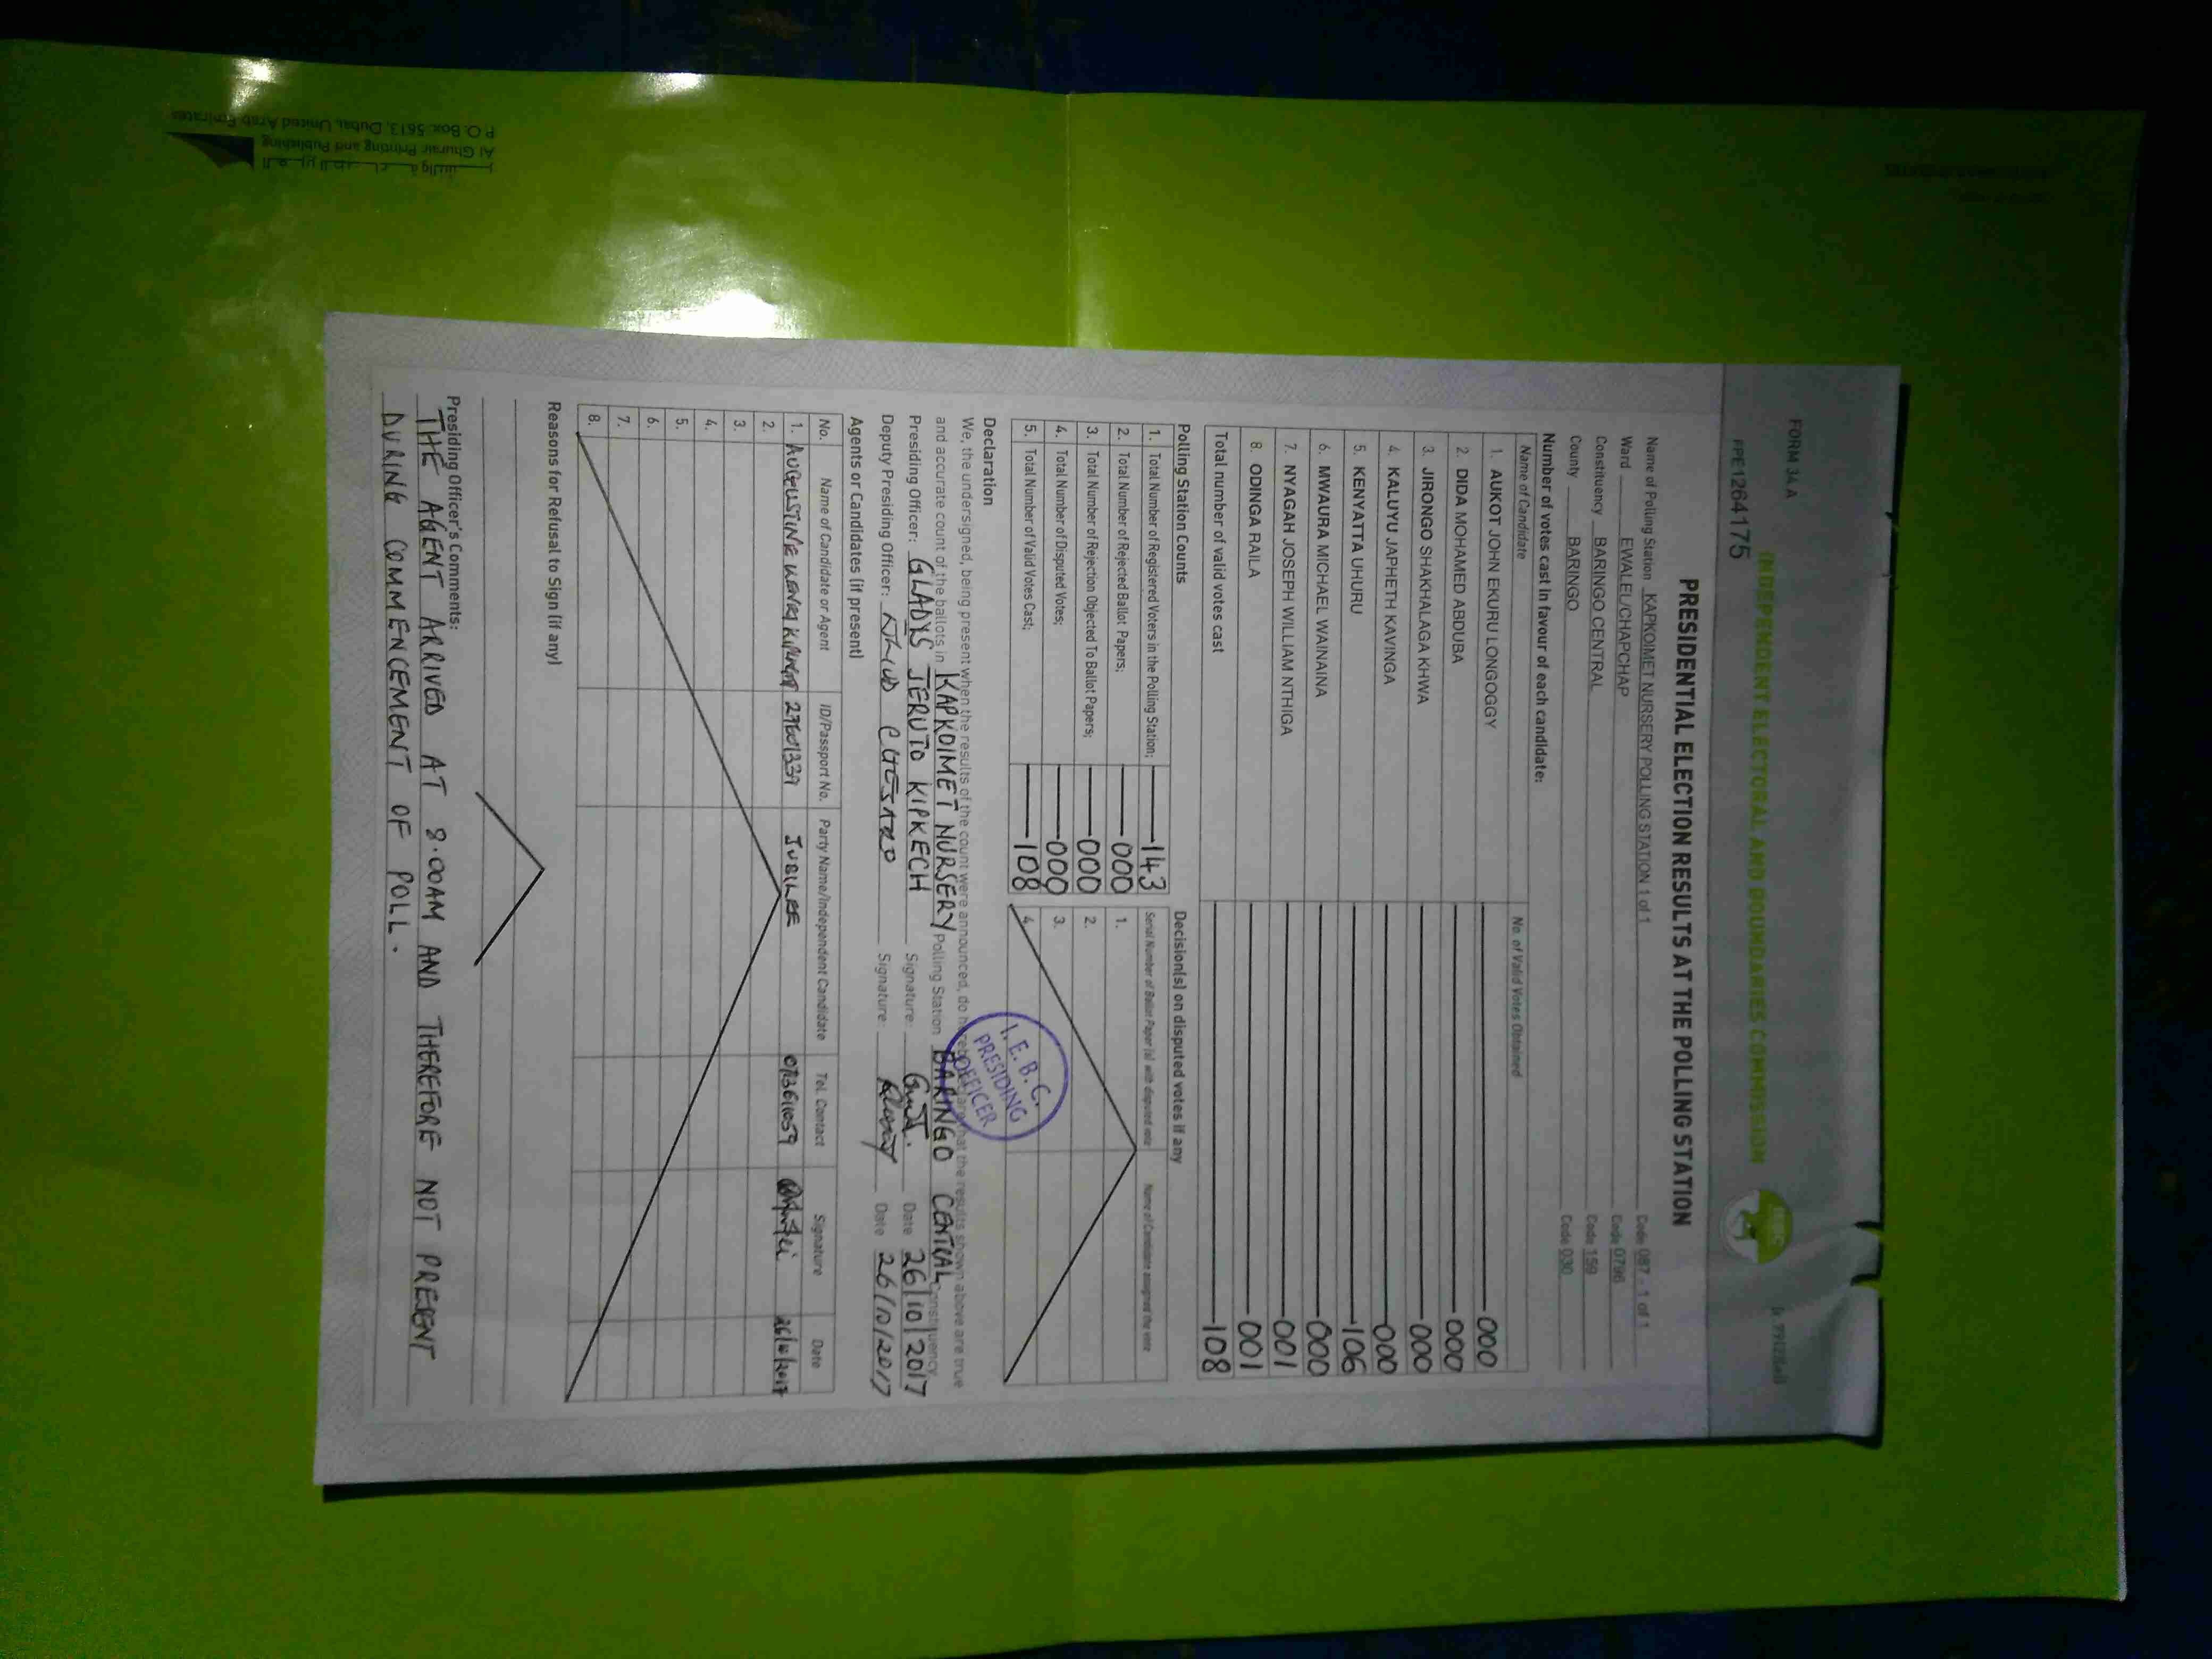 FORM 34 A
INDEPENDENT ELECTORAL AND BOUNDARIES COMMISSION
PPE1264175
PRESIDENTIAL ELECTION RESULTS AT THE POLLING STATION
Name of Polling Station KAPKOIMET NURSERY POLLING STATION 1 of 1 Code 087 - 1 of 1
Ward EWALEL/CHAPCHAP Code 0796
Constituency BARINGO CENTRAL Code 159
County BARINGO Code 030
Number of votes cast in favour of each candidate:
Name of Candidate No. of Valid Votes Obtained
1. AUKOT JOHN EKURU LONGOGGY 000
2. DIDA MOHAMED ABDUBA 000
3. JIRONGO SHAKHALAGA KHWA 000
4. KALUYU JAPHETH KAVINGA 000
5. KENYATTA UHURU 106
6. MWAURA MICHAEL WAINAINA 000
7. NYAGAH JOSEPH WILLIAM NTHIGA 001
8. ODINGA RAILA 001
Total number of valid votes cast 108
Polling Station Counts
1. Total Number of Registered Voters in the Polling Station; 143
2. Total Number of Rejected Ballot Papers; 000
3. Total Number of Rejection Objected To Ballot Papers; 000
4. Total Number of Disputed Votes; 000
5. Total Number of Valid Votes Cast; 108
Decision(s) on disputed votes if any
Serial Number of Ballot Paper (s) with disputed vote Name of Candidate assigned the vote
1.
2.
3.
4.
Declaration
We, the undersigned, being present when the results of the count were announced, do hereby declare that the results shown above are true
and accurate count of the ballots in KAPKOIMET NURSERY Polling Station BARINGO CENTRAL Constituency
I. E. B. C.
PRESIDING
OFFICER
Presiding Officer: GLADYS JERUTO KIPKECH Signature: Date 26/10/2017
Deputy Presiding Officer: Signature: Date 26/10/2017
Agents or Candidates (if present)
No. Name of Candidate or Agent ID/Passport No. Party Name/Independent Candidate Tel. Contact Signature Date
1. AUGUSTINE JUBILEE 26/10/2017
2.
3.
4.
5.
6.
7.
8.
Reasons for Refusal to Sign (if any)
Presiding Officer's Comments:
THE AGENT ARRIVED AT 8.00AM AND THEREFORE NOT PRESENT
DURING COMMENCEMENT OF POLL.
Al Ghurair Printing and Publishing
P.O. Box: 5613, Dubai, United Arab Emirates